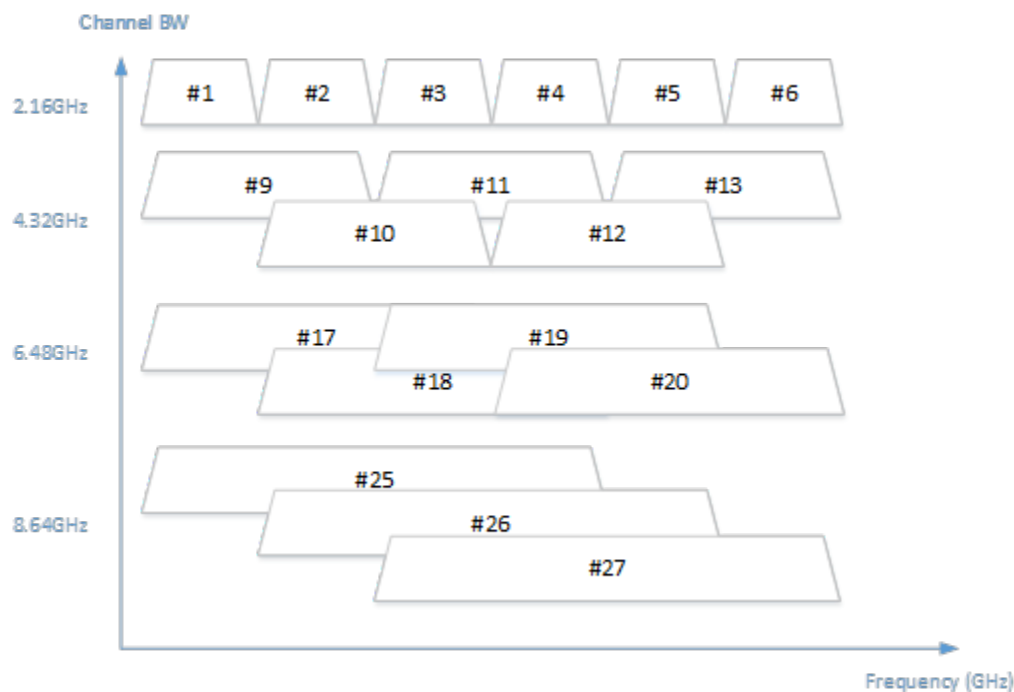 Channel BW
2.16GHz
#1 #2 #3 #4 #5 #6
#9 #11 #13
4.32GHz
#10 #12
#17 #19
6.48GHz
#18 #20
#25
8.64GHz
#26
#27
Frequency (GHz)